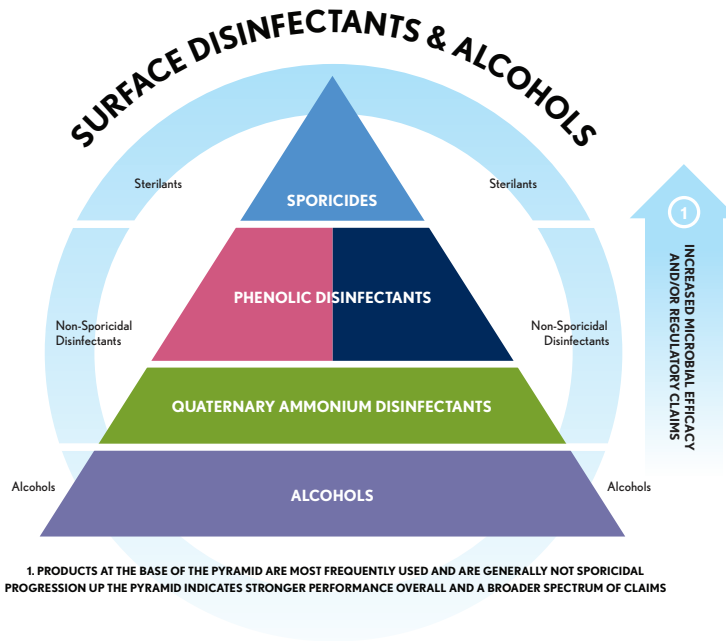 SURFACE DISINFECTANTS & ALCOHOLS
Sterilants
Sterilants
SPORICIDES
1
INCREASED MICROBIAL EFFICACY
AND/OR REGULATORY CLAIMS
PHENOLIC DISINFECTANTS
Non-Sporicidal
Disinfectants
Non-Sporicidal
Disinfectants
QUATERNARY AMMONIUM DISINFECTANTS
Alcohols
ALCOHOLS
Alcohols
1. PRODUCTS AT THE BASE OF THE PYRAMID ARE MOST FREQUENTLY USED AND ARE GENERALLY NOT SPORICIDAL
PROGRESSION UP THE PYRAMID INDICATES STRONGER PERFORMANCE OVERALL AND A BROADER SPECTRUM OF CLAIMS